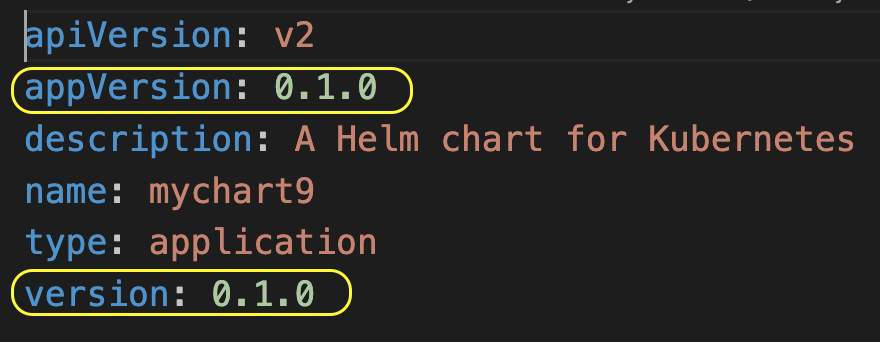 apiVersion: v2
appVersion: 0.1.0
description: A Helm chart for Kubernetes
name: mychart9
type: application
version: 0.1.0